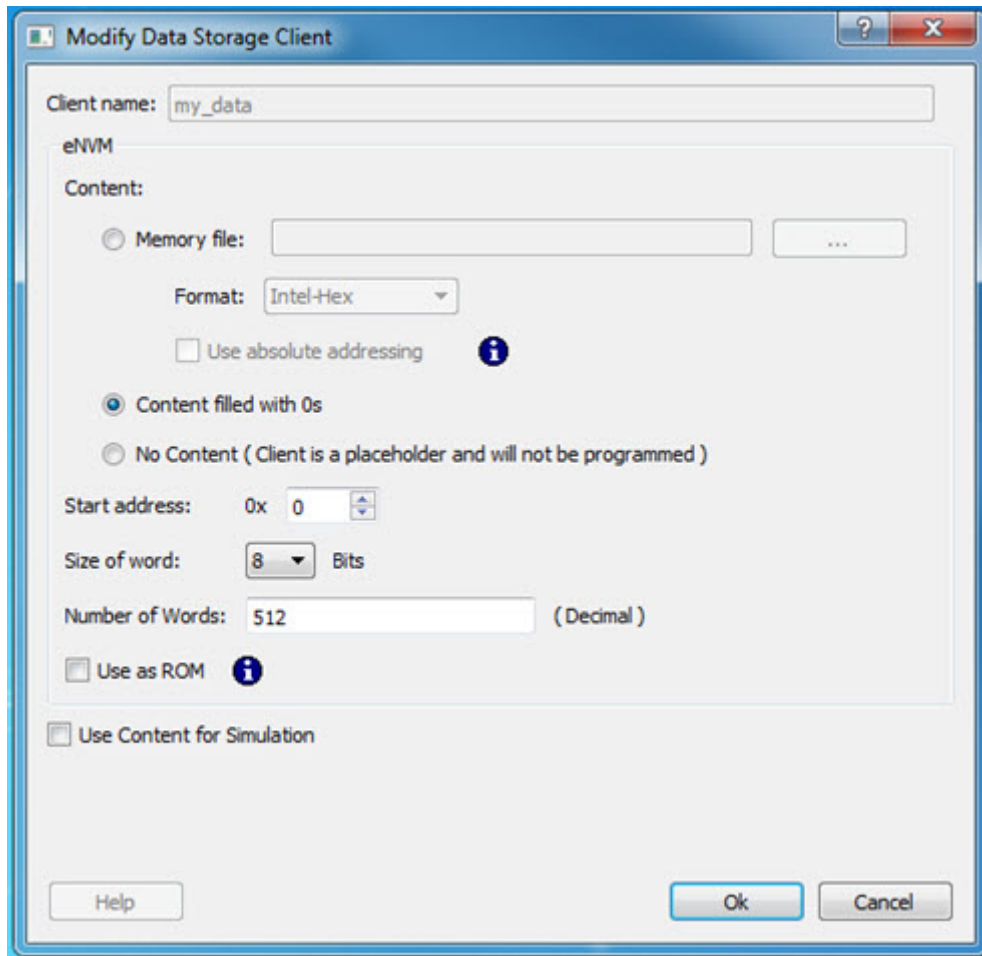 Modify Data Storage Client
Client name: my_data
eNVM
Content:
Memory file: ...
Format: Intel-Hex
Use absolute addressing
Content filled with 0s
No Content ( Client is a placeholder and will not be programmed )
Start address: 0x 0
Size of word: 8 Bits
Number of Words: 512 ( Decimal )
Use as ROM
Use Content for Simulation
Help Ok Cancel